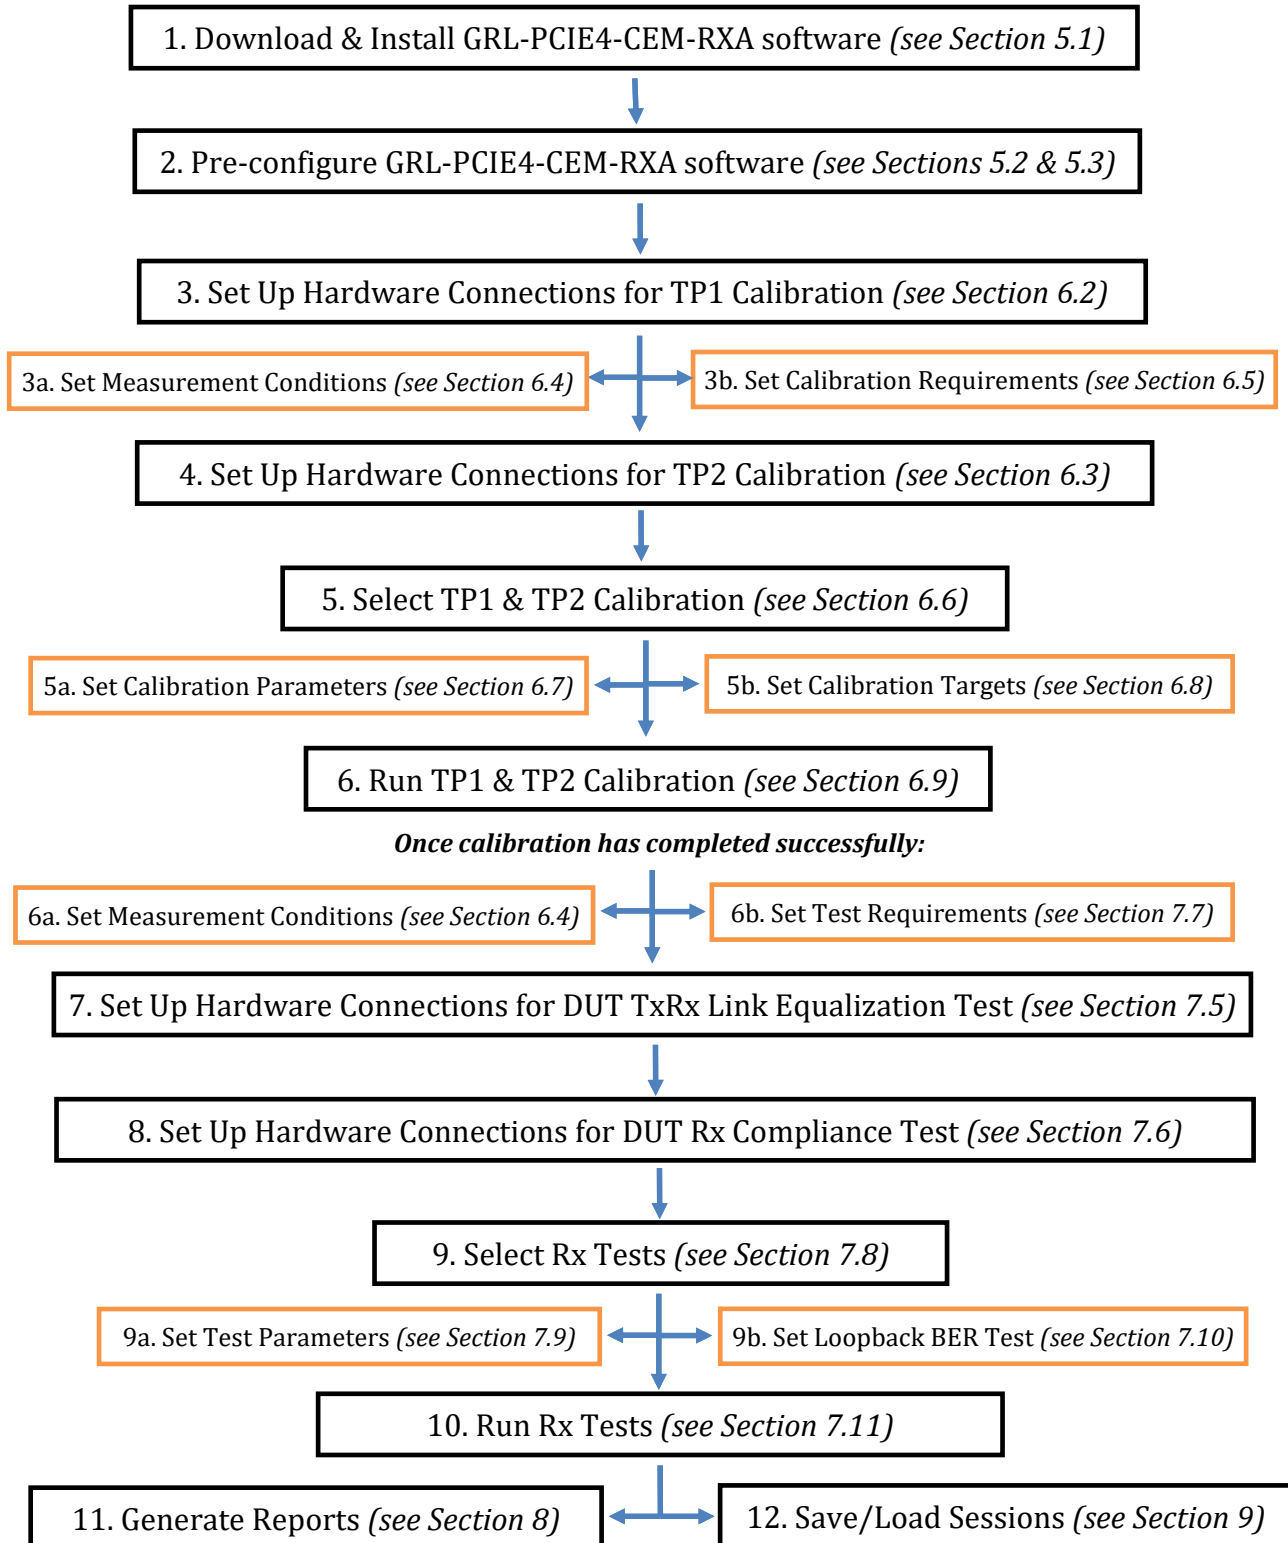 1. Download & Install GRL-PCIE4-CEM-RXA software (see Section 5.1)
2. Pre-configure GRL-PCIE4-CEM-RXA software (see Sections 5.2 & 5.3)
3. Set Up Hardware Connections for TP1 Calibration (see Section 6.2)
3a. Set Measurement Conditions (see Section 6.4)
3b. Set Calibration Requirements (see Section 6.5)
4. Set Up Hardware Connections for TP2 Calibration (see Section 6.3)
5. Select TP1 & TP2 Calibration (see Section 6.6)
5a. Set Calibration Parameters (see Section 6.7)
5b. Set Calibration Targets (see Section 6.8)
6. Run TP1 & TP2 Calibration (see Section 6.9)
Once calibration has completed successfully:
6a. Set Measurement Conditions (see Section 6.4)
6b. Set Test Requirements (see Section 7.7)
7. Set Up Hardware Connections for DUT TxRx Link Equalization Test (see Section 7.5)
8. Set Up Hardware Connections for DUT Rx Compliance Test (see Section 7.6)
9. Select Rx Tests (see Section 7.8)
9a. Set Test Parameters (see Section 7.9)
9b. Set Loopback BER Test (see Section 7.10)
10. Run Rx Tests (see Section 7.11)
11. Generate Reports (see Section 8)
12. Save/Load Sessions (see Section 9)